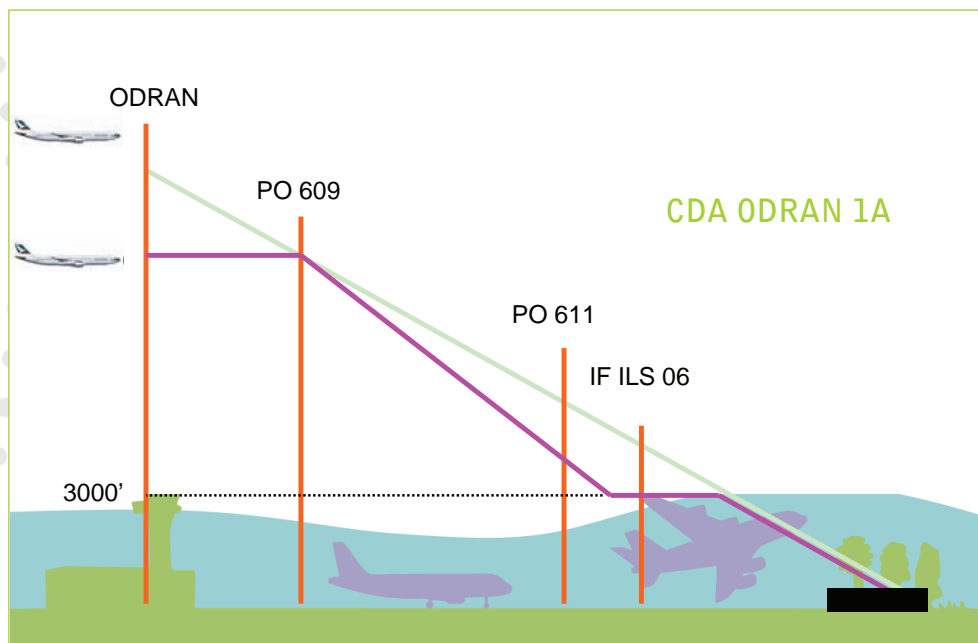 ODRAN
PO 609
CDA ODRAN 1A
PO 611
IF ILS 06
3000’